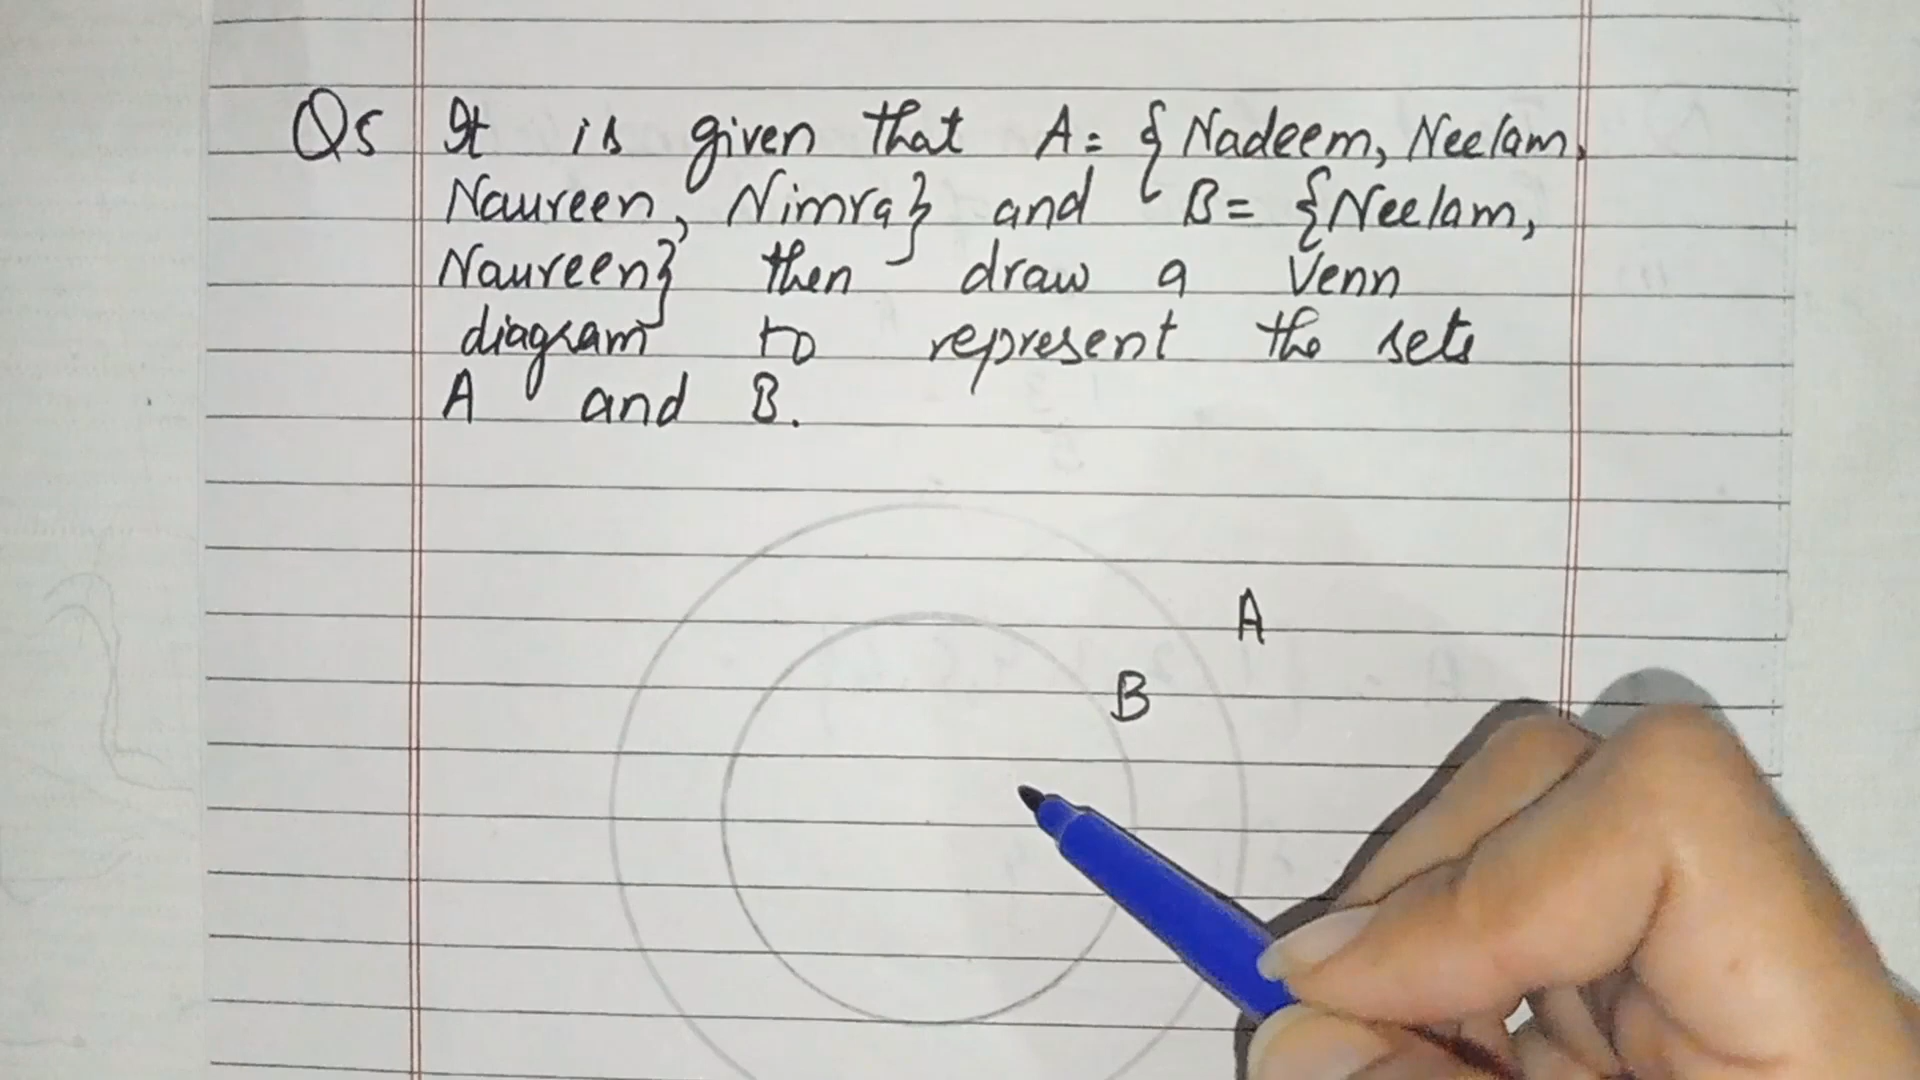 Q5 It is given that A= {Nadeem, Neelam,
Naureen, Nimra} and B= {Neelam,
Naureen} then draw a Venn
diagram to represent the sets
A and B.
A
B